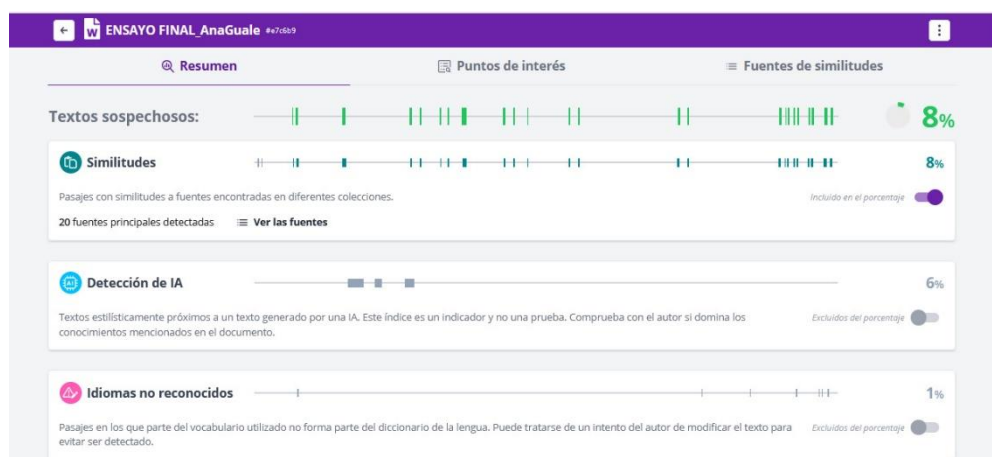 W ENSAYO FINAL_AnaGuale #e7c6b9
Resumen
Puntos de interés
Fuentes de similitudes
Textos sospechosos:
8%
Similitudes
8%
Pasajes con similitudes a fuentes encontradas en diferentes colecciones.
Incluido en el porcentaje
20 fuentes principales detectadas
Ver las fuentes
AI
Detección de IA
6%
Textos estilísticamente próximos a un texto generado por una IA. Este índice es un indicador y no una prueba. Comprueba con el autor si domina los
conocimientos mencionados en el documento.
Excluidos del porcentaje
Idiomas no reconocidos
1%
Pasajes en los que parte del vocabulario utilizado no forma parte del diccionario de la lengua. Puede tratarse de un intento del autor de modificar el texto para
evitar ser detectado.
Excluidos del porcentaje